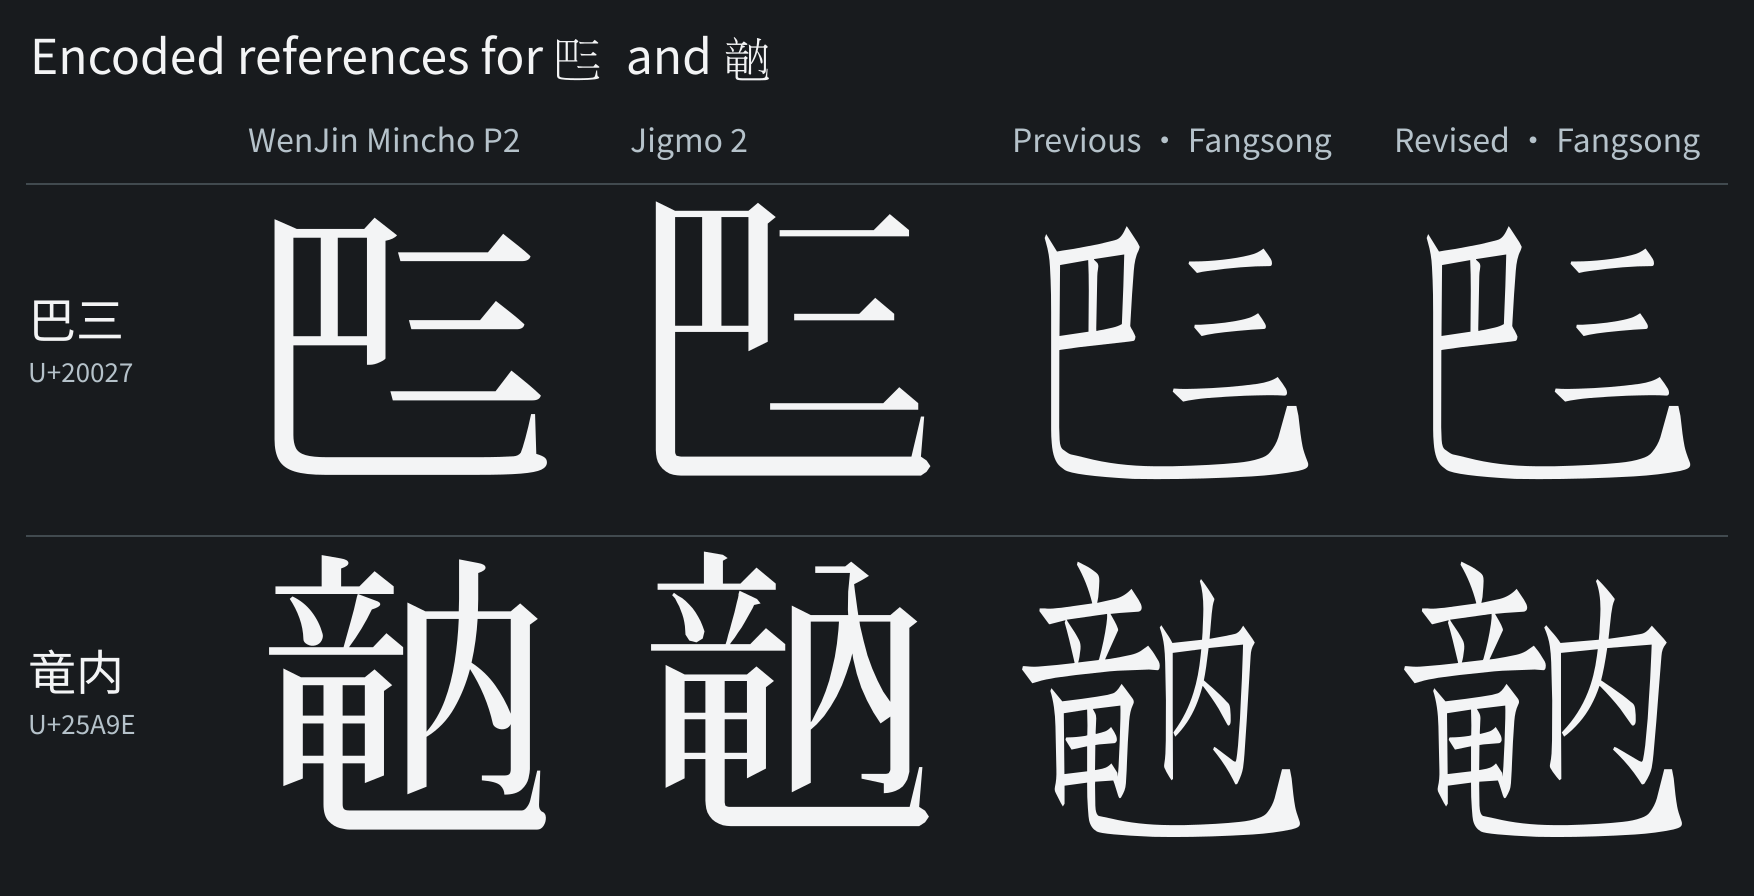 Encoded references for 𠀧 and 𥪞
WenJin Mincho P2 Jigmo 2 Previous・Fangsong Revised・Fangsong
巴三 𠀧 𠀧 𠀧 𠀧
U+20027
竜内 𥪞 𥪞 𥪞 𥪞
U+25A9E